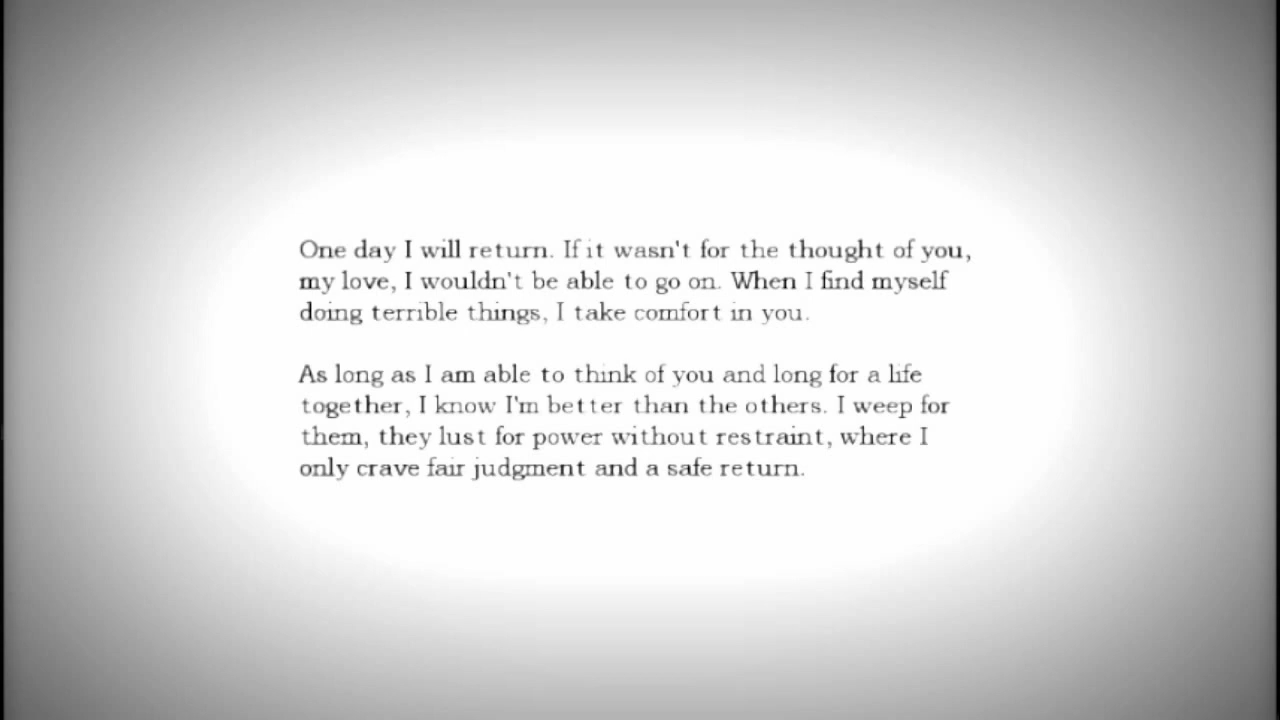 One day I will return. If it wasn't for the thought of you,
my love, I wouldn't be able to go on. When I find myself
doing terrible things, I take comfort in you.
As long as I am able to think of you and long for a life
together, I know I'm better than the others. I weep for
them, they lust for power without restraint, where I
only crave fair judgment and a safe return.